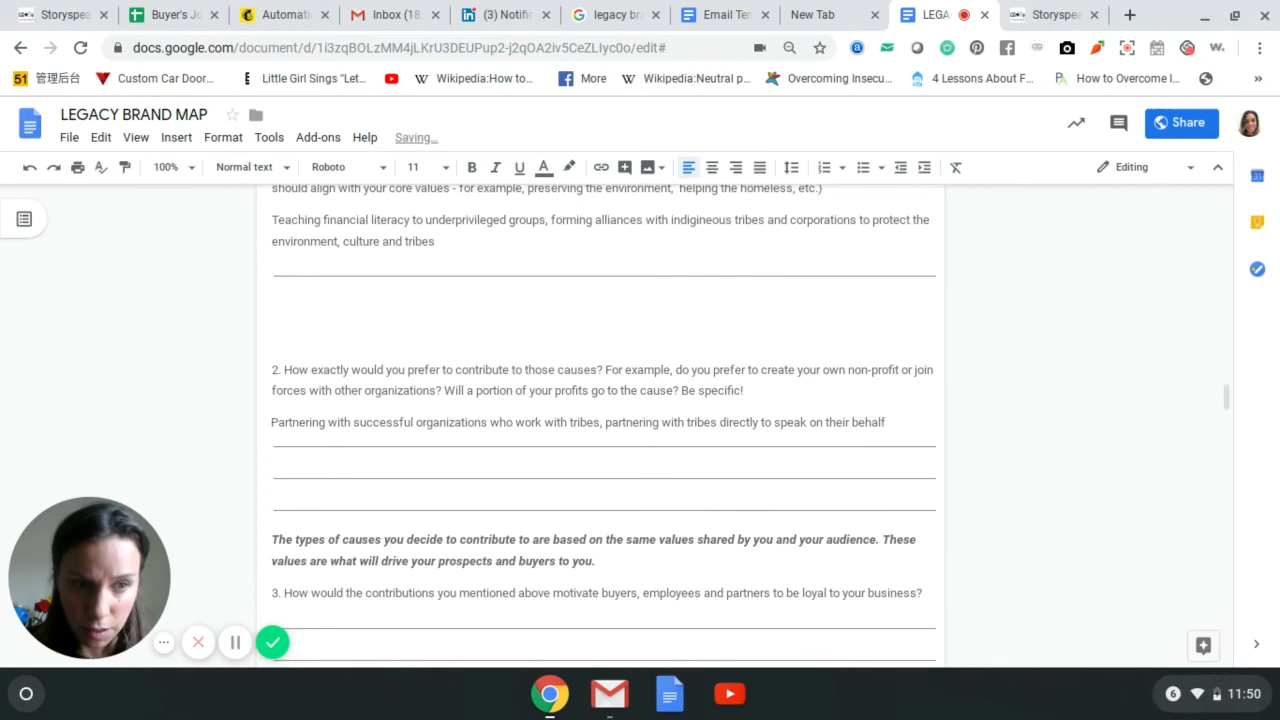 Storyspea
Buyer's Jo
Automati
Inbox (18,
(3) Notific
legacy bra
Email Tem
New Tab
LEGA
Storyspea
docs.google.com/document/d/1i3zqBOLzMM4jLKrU3DEUPup2-j2qOA2iv5CeZLIyc0o/edit#
51 管理后台
Custom Car Door...
Little Girl Sings "Let...
Wikipedia:How to...
More
Wikipedia:Neutral p...
Overcoming Insecu...
4 Lessons About F...
How to Overcome I...
»
LEGACY BRAND MAP
File Edit View Insert Format Tools Add-ons Help Saving...
Share
100% Normal text Roboto 11 B I U A Editing
should align with your core values - for example, preserving the environment, helping the homeless, etc.)
Teaching financial literacy to underprivileged groups, forming alliances with indigineous tribes and corporations to protect the
environment, culture and tribes
2. How exactly would you prefer to contribute to those causes? For example, do you prefer to create your own non-profit or join
forces with other organizations? Will a portion of your profits go to the cause? Be specific!
Partnering with successful organizations who work with tribes, partnering with tribes directly to speak on their behalf
The types of causes you decide to contribute to are based on the same values shared by you and your audience. These
values are what will drive your prospects and buyers to you.
3. How would the contributions you mentioned above motivate buyers, employees and partners to be loyal to your business?
6 11:50